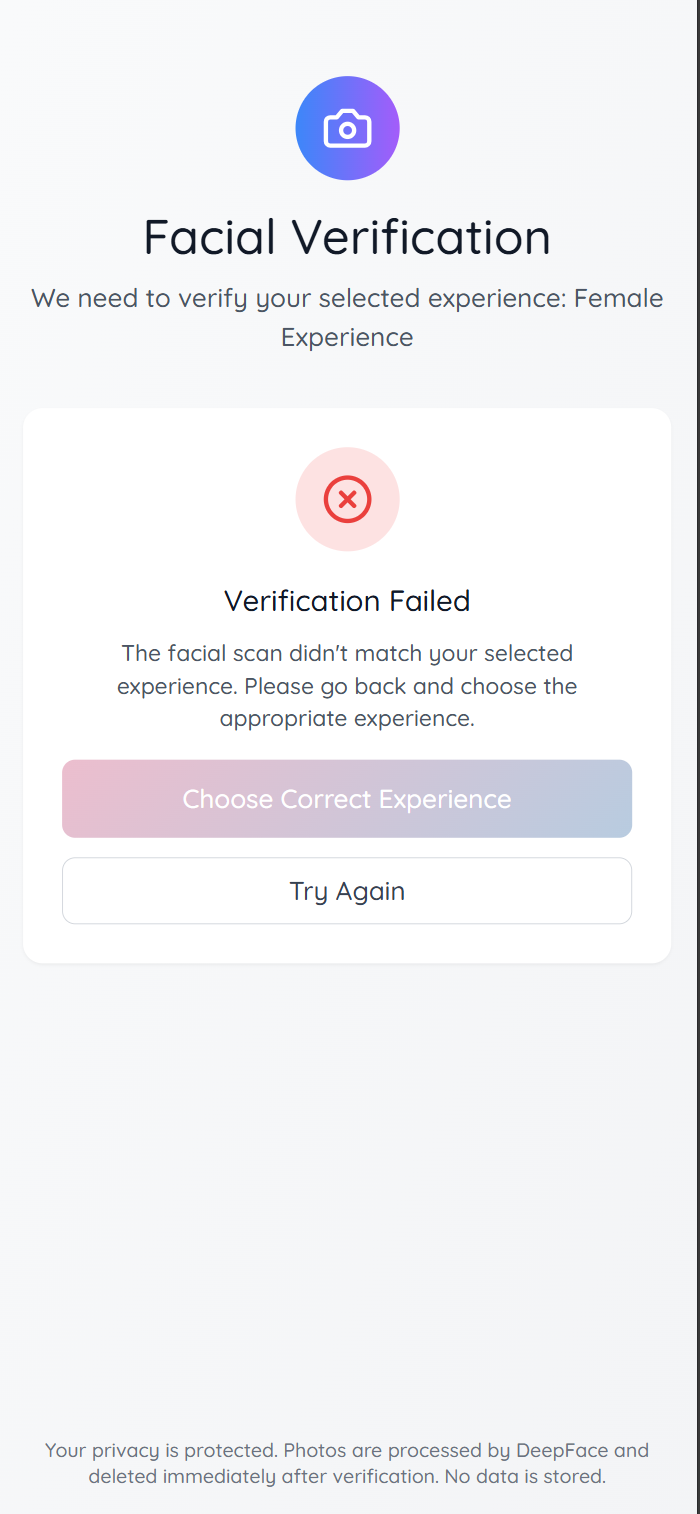 Facial Verification
We need to verify your selected experience: Female
Experience
Verification Failed
The facial scan didn't match your selected
experience. Please go back and choose the
appropriate experience.
Choose Correct Experience
Try Again
Your privacy is protected. Photos are processed by DeepFace and
deleted immediately after verification. No data is stored.